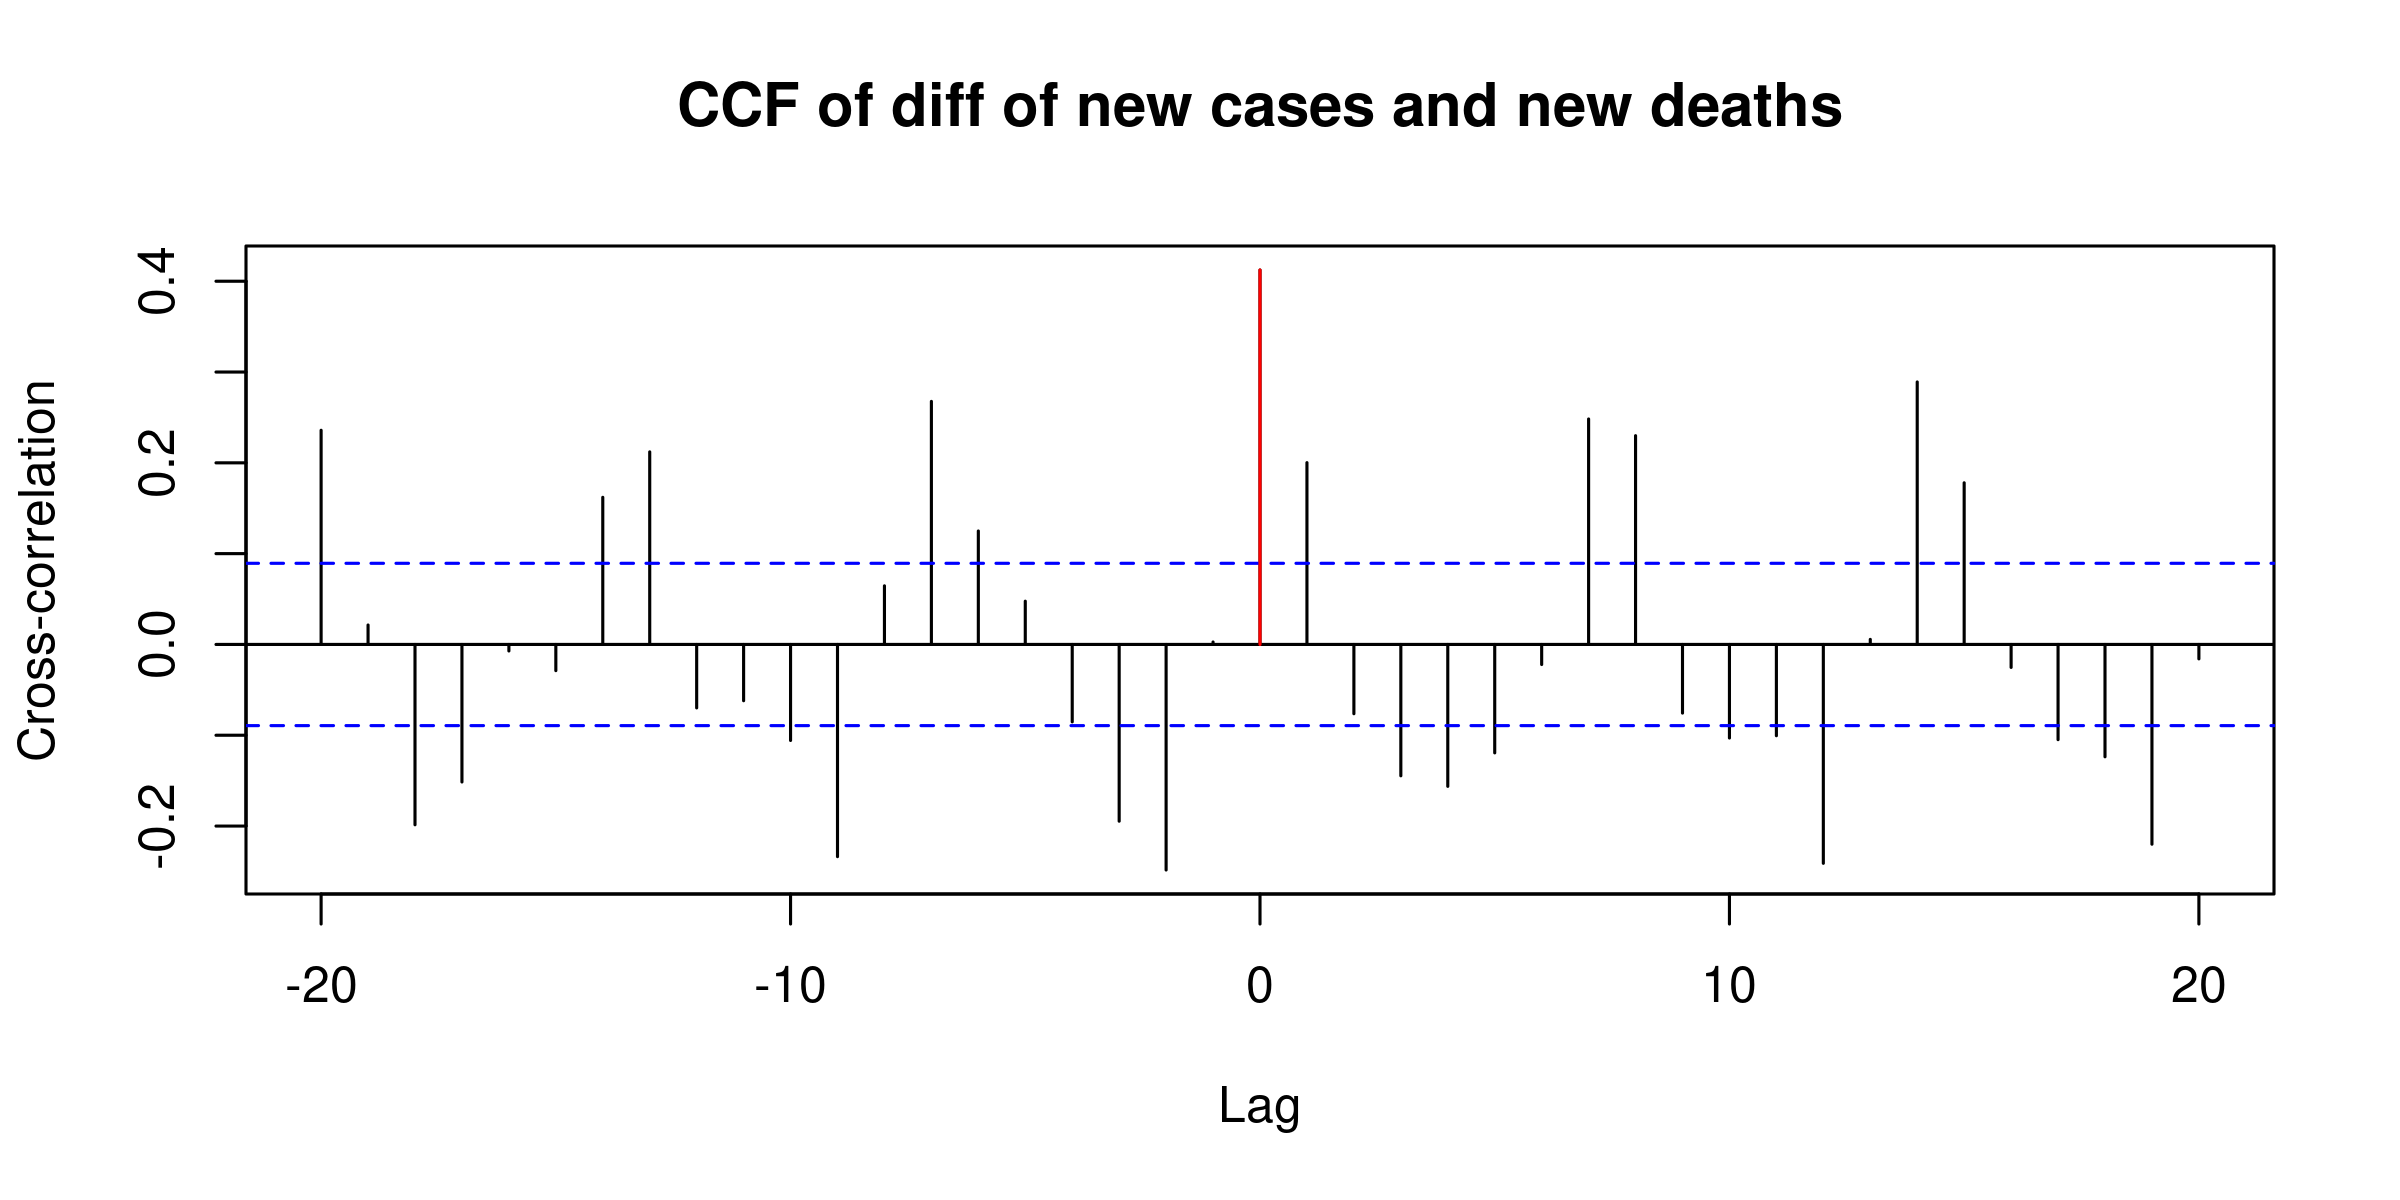 CCF of diff of new cases and new deaths
Cross-correlation
0.4
0.2
0.0
-0.2
-20 -10 0 10 20
Lag